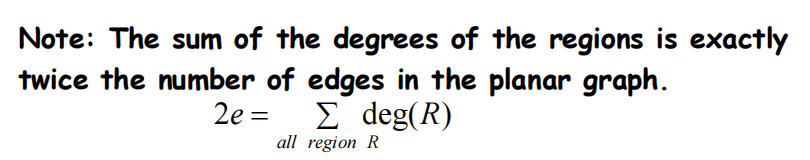 Note: The sum of the degrees of the regions is exactly
twice the number of edges in the planar graph.
2e = Σ deg(R)
all region R